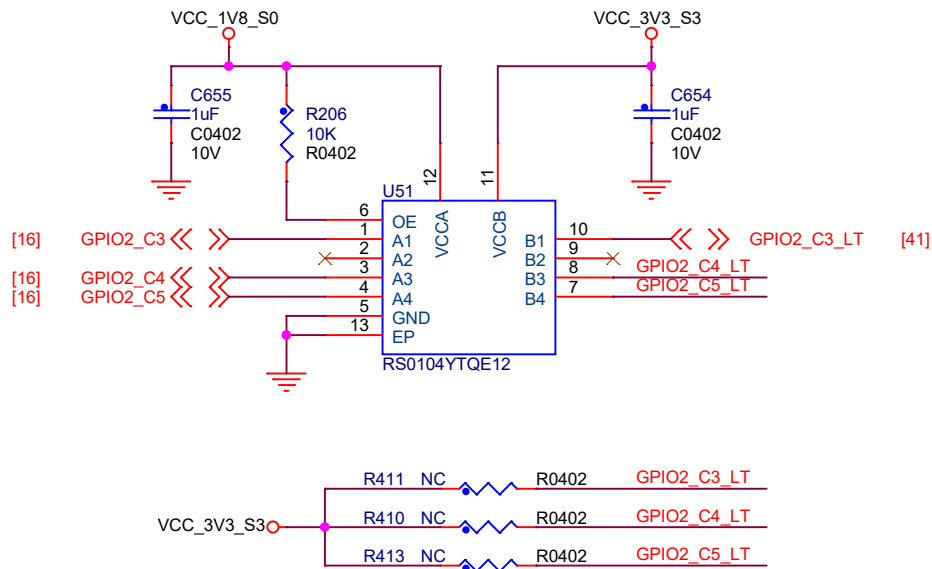 VCC_1V8_S0
VCC_3V3_S3
C655
1uF
C0402
10V
R206
10K
R0402
C654
1uF
C0402
10V
12
11
U51
VCCA
VCCB
6 OE
[16] GPIO2_C3 1 A1
B1 10 GPIO2_C3_LT [41]
2 A2
B2 9
[16] GPIO2_C4 3 A3
B3 8 GPIO2_C4_LT
[16] GPIO2_C5 4 A4
B4 7 GPIO2_C5_LT
5 GND
13 EP
RS0104YTQE12
R411 NC R0402 GPIO2_C3_LT
VCC_3V3_S3 R410 NC R0402 GPIO2_C4_LT
R413 NC R0402 GPIO2_C5_LT